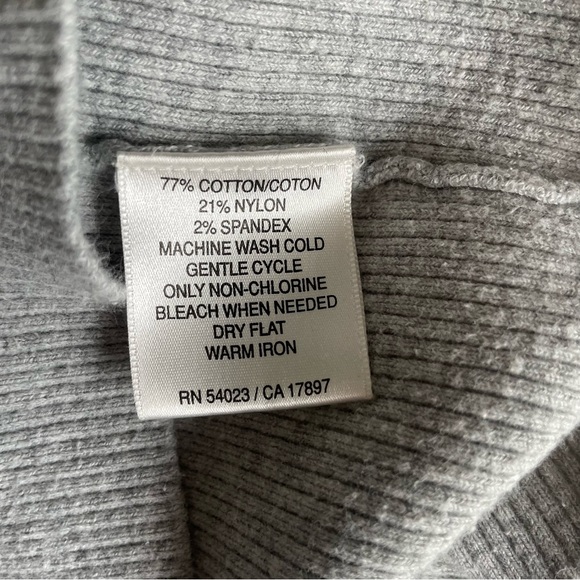 77% COTTON/COTON
21% NYLON
2% SPANDEX
MACHINE WASH COLD
GENTLE CYCLE
ONLY NON-CHLORINE
BLEACH WHEN NEEDED
DRY FLAT
WARM IRON
RN 54023 / CA 17897